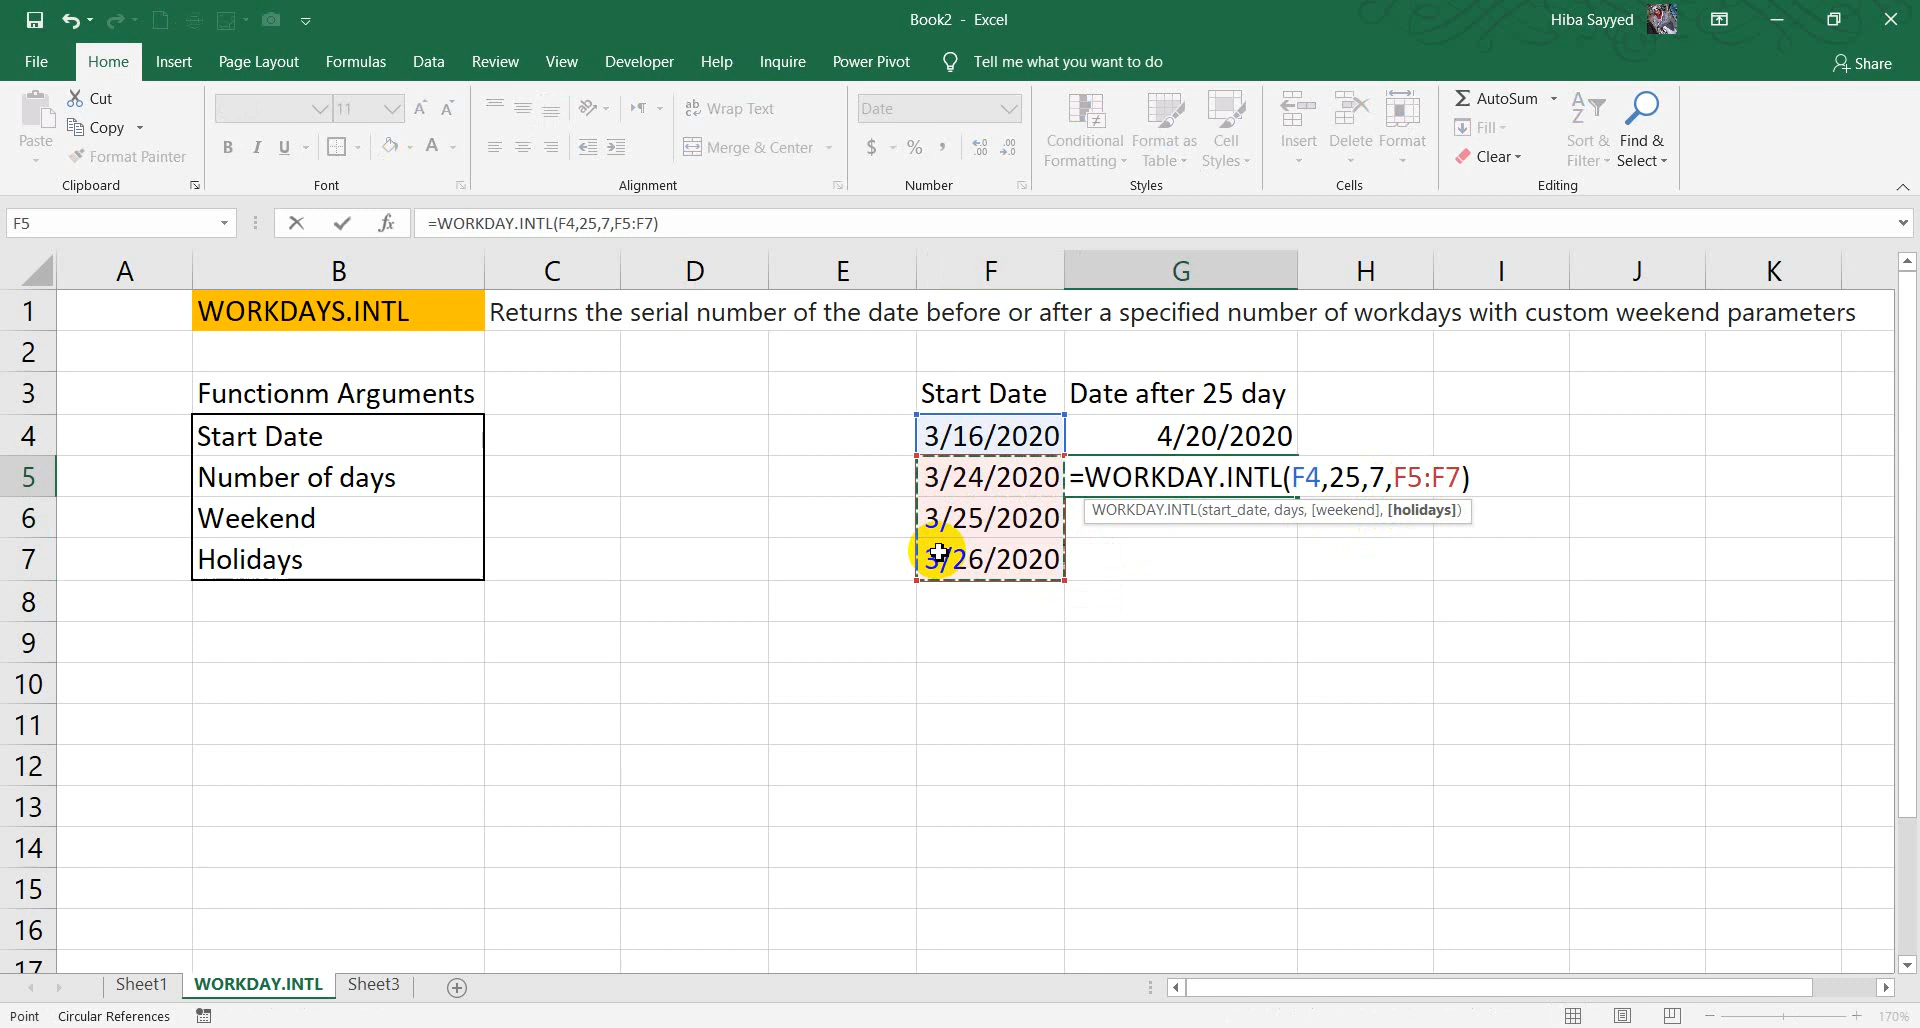 Book2 - Excel
Hiba Sayyed
File Home Insert Page Layout Formulas Data Review View Developer Help Inquire Power Pivot Tell me what you want to do Share
Paste
Cut
Copy
Format Painter
Clipboard
11
B I U
Font
Wrap Text
Merge & Center
Alignment
Date
$ % ,
Number
Conditional Formatting
Format as Table
Cell Styles
Styles
Insert Delete Format
Cells
AutoSum
Fill
Clear
Sort & Filter
Find & Select
Editing
F5
=WORKDAY.INTL(F4,25,7,F5:F7)
A B C D E F G H I J K
1 WORKDAYS.INTL Returns the serial number of the date before or after a specified number of workdays with custom weekend parameters
2
3 Functionm Arguments Start Date Date after 25 day
4 Start Date 3/16/2020 4/20/2020
5 Number of days 3/24/2020 =WORKDAY.INTL(F4,25,7,F5:F7)
WORKDAY.INTL(start_date, days, [weekend], [holidays])
6 Weekend 3/25/2020
7 Holidays 3/26/2020
8
9
10
11
12
13
14
15
16
17
Sheet1 WORKDAY.INTL Sheet3
Point Circular References 170%